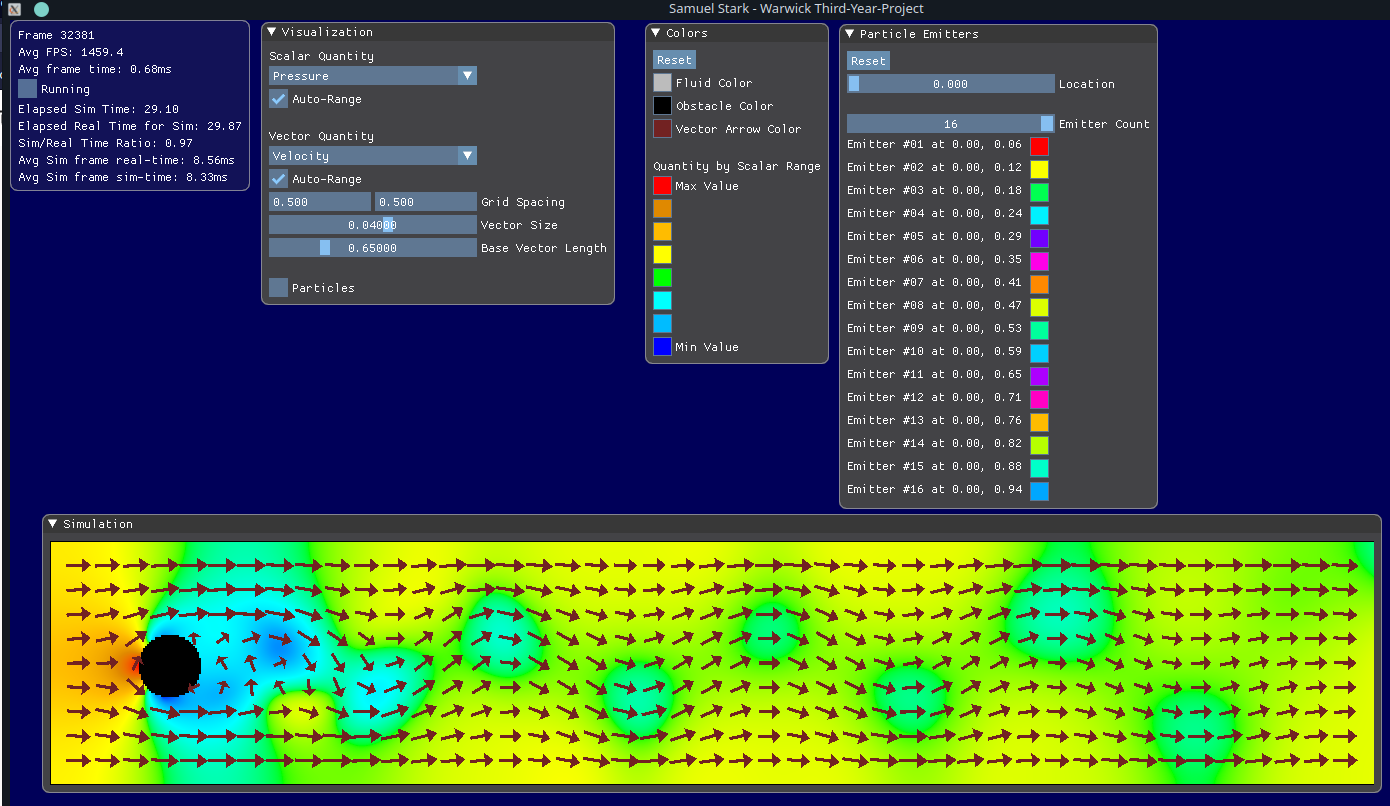 Samuel Stark - Warwick Third-Year-Project
Frame 32381
Avg FPS: 1459.4
Avg frame time: 0.68ms
Running
Elapsed Sim Time: 29.10
Elapsed Real Time for Sim: 29.87
Sim/Real Time Ratio: 0.97
Avg Sim frame real-time: 8.56ms
Avg Sim frame sim-time: 8.33ms
Visualization
Scalar Quantity
Pressure
Auto-Range
Vector Quantity
Velocity
Auto-Range
0.500 0.500 Grid Spacing
0.04000 Vector Size
0.65000 Base Vector Length
Particles
Colors
Reset
Fluid Color
Obstacle Color
Vector Arrow Color
Quantity by Scalar Range
Max Value
Min Value
Particle Emitters
Reset
0.000 Location
16 Emitter Count
Emitter #01 at 0.00, 0.06
Emitter #02 at 0.00, 0.12
Emitter #03 at 0.00, 0.18
Emitter #04 at 0.00, 0.24
Emitter #05 at 0.00, 0.29
Emitter #06 at 0.00, 0.35
Emitter #07 at 0.00, 0.41
Emitter #08 at 0.00, 0.47
Emitter #09 at 0.00, 0.53
Emitter #10 at 0.00, 0.59
Emitter #11 at 0.00, 0.65
Emitter #12 at 0.00, 0.71
Emitter #13 at 0.00, 0.76
Emitter #14 at 0.00, 0.82
Emitter #15 at 0.00, 0.88
Emitter #16 at 0.00, 0.94
Simulation